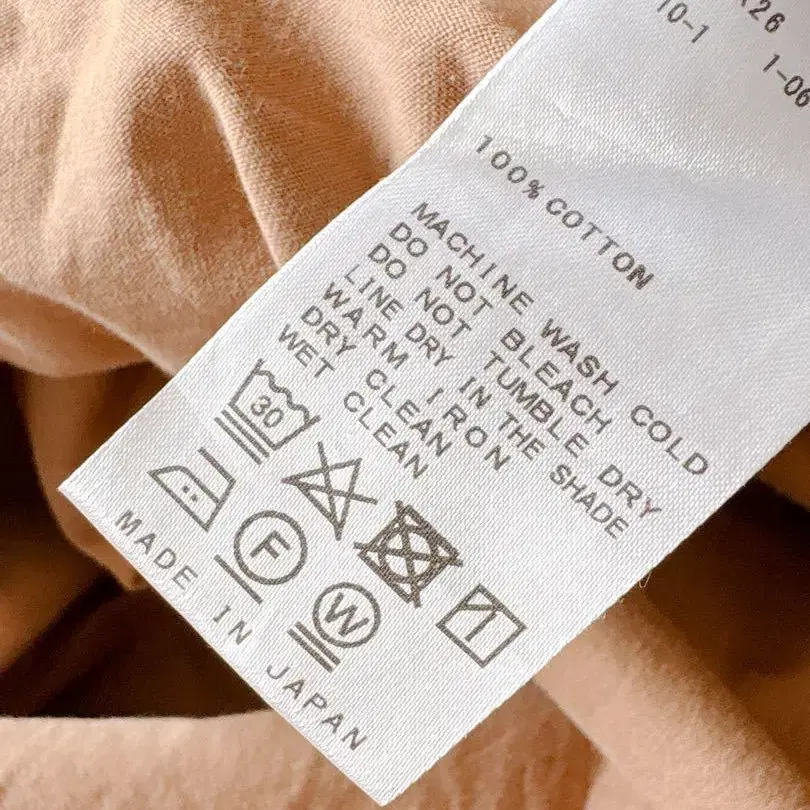 10-1
1-06
100% COTTON
MACHINE WASH COLD
DO NOT BLEACH
DO NOT TUMBLE DRY
LINE DRY IN THE SHADE
WARM IRON
DRY CLEAN
WET CLEAN
30
F
W
MADE IN JAPAN